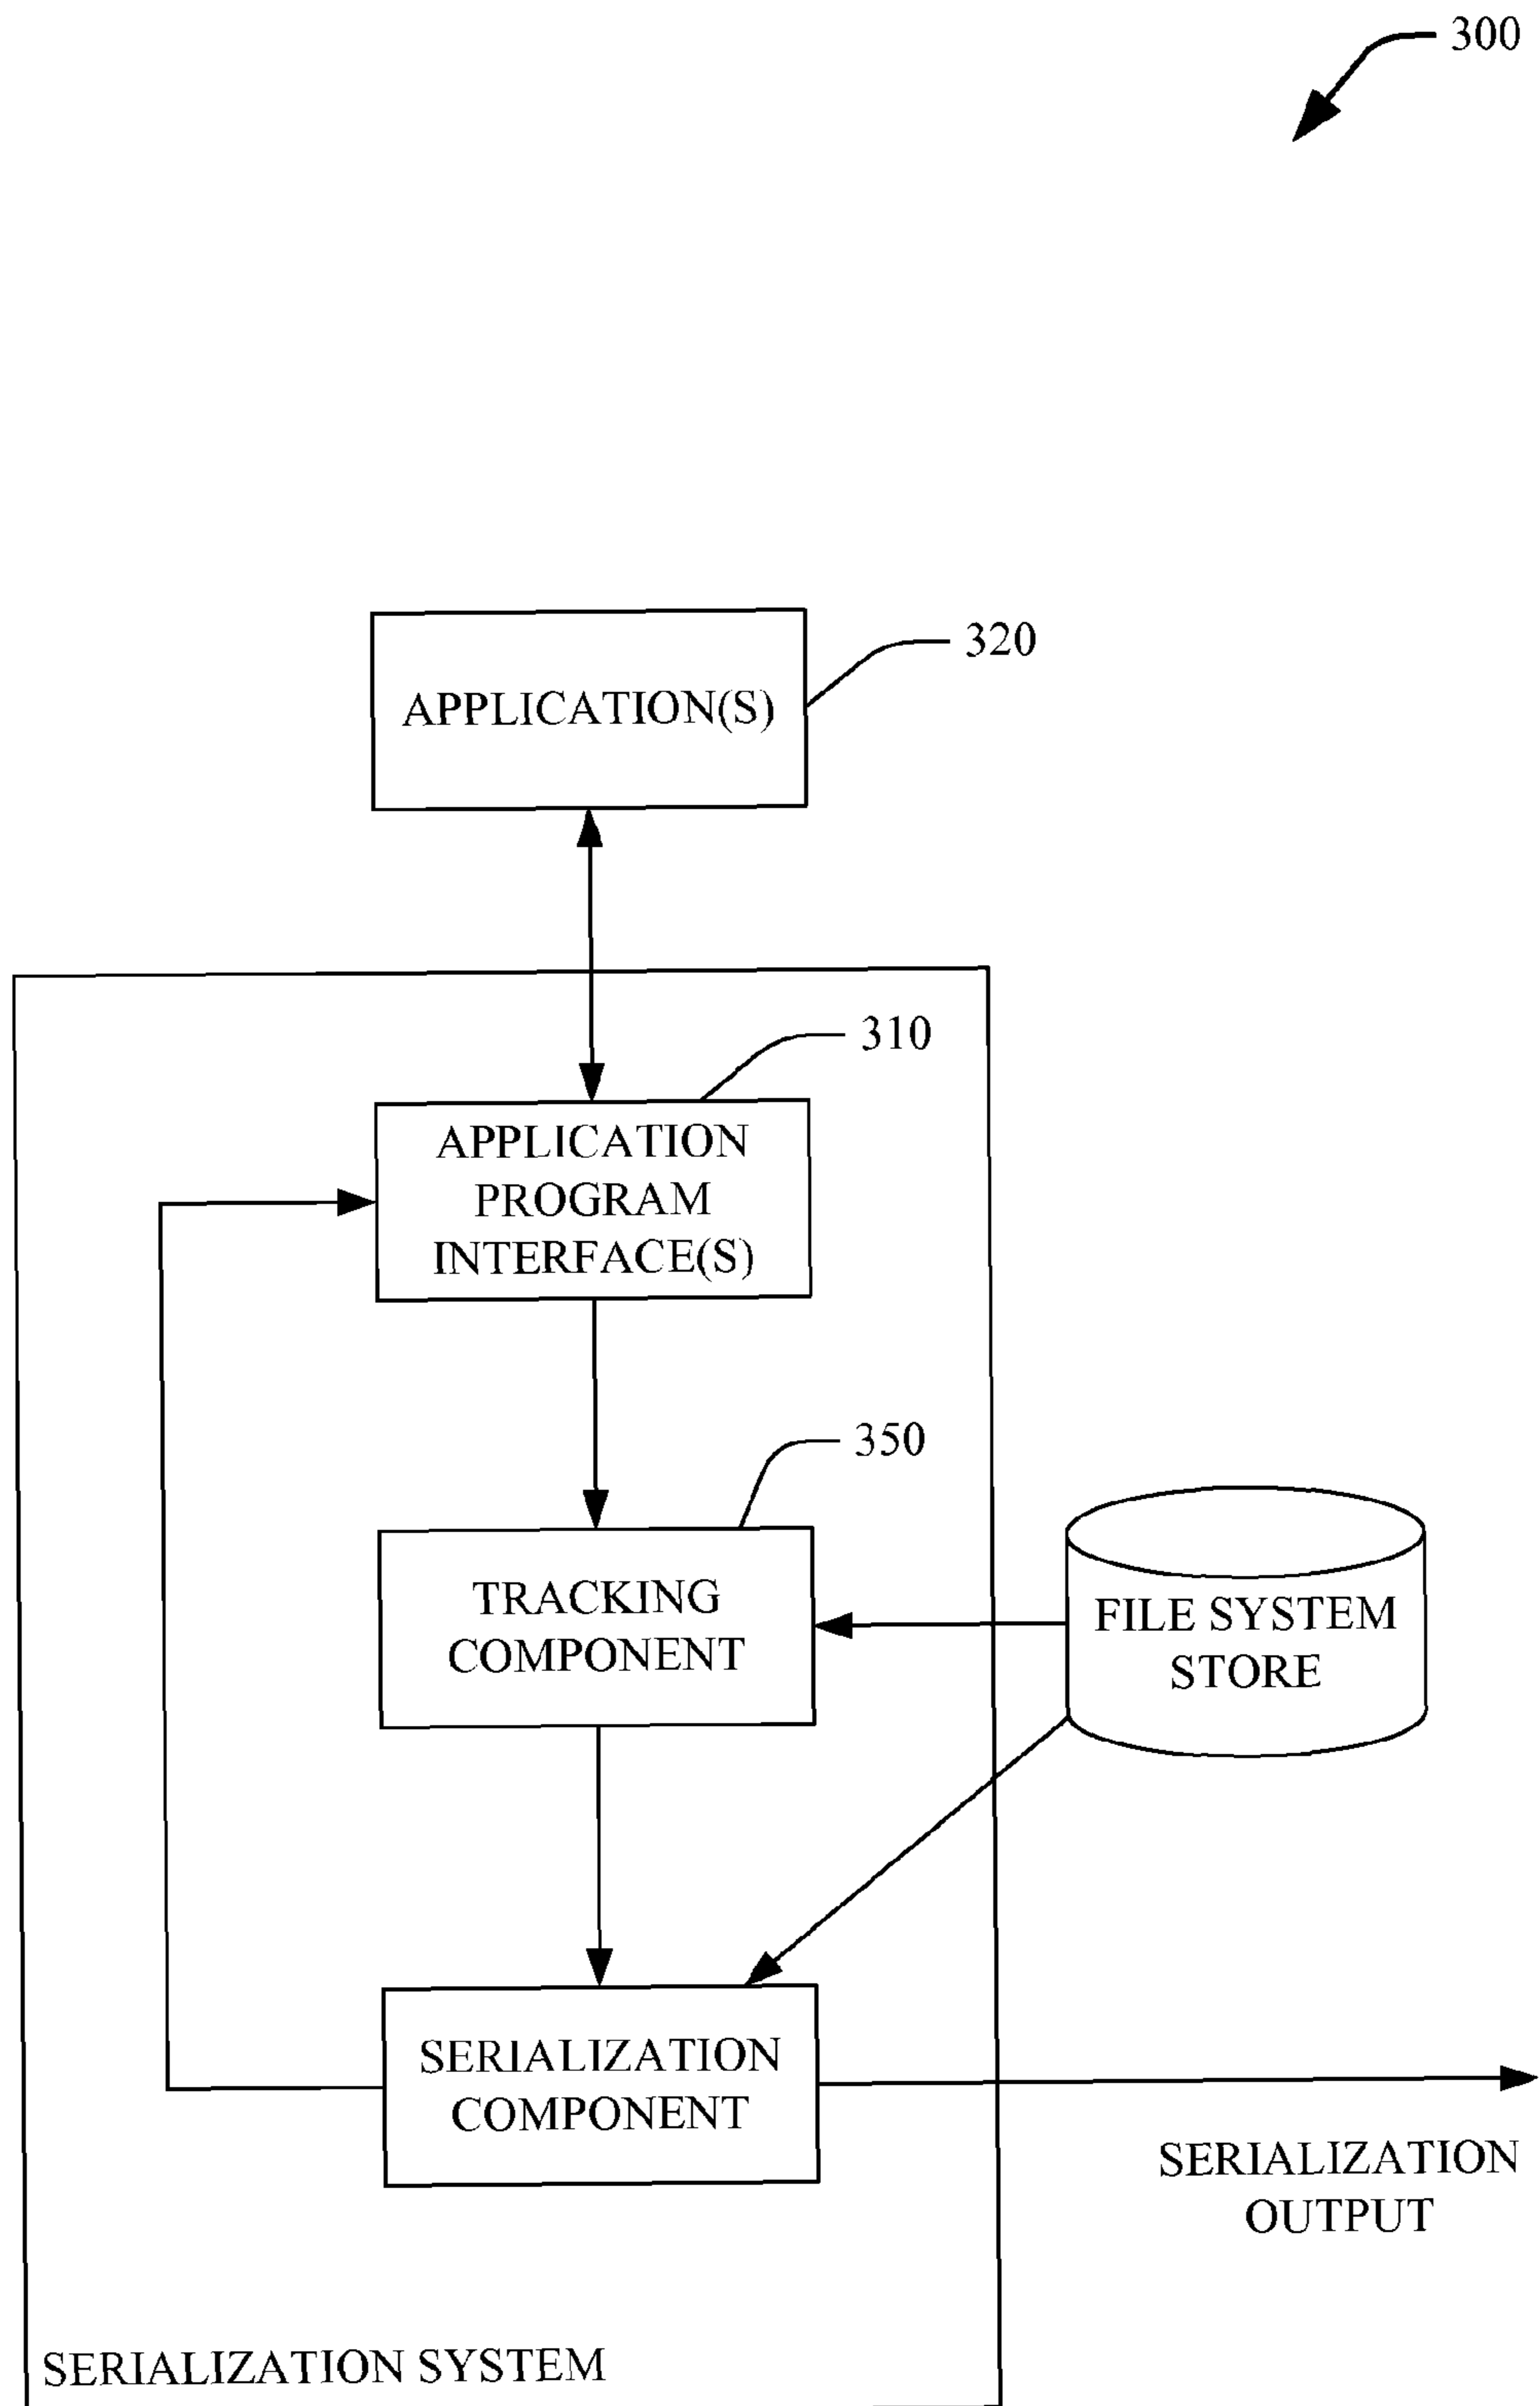 300
APPLICATION(S)
320
310
APPLICATION
PROGRAM
INTERFACE(S)
350
TRACKING
COMPONENT
FILE SYSTEM
STORE
SERIALIZATION
COMPONENT
SERIALIZATION
OUTPUT
SERIALIZATION SYSTEM